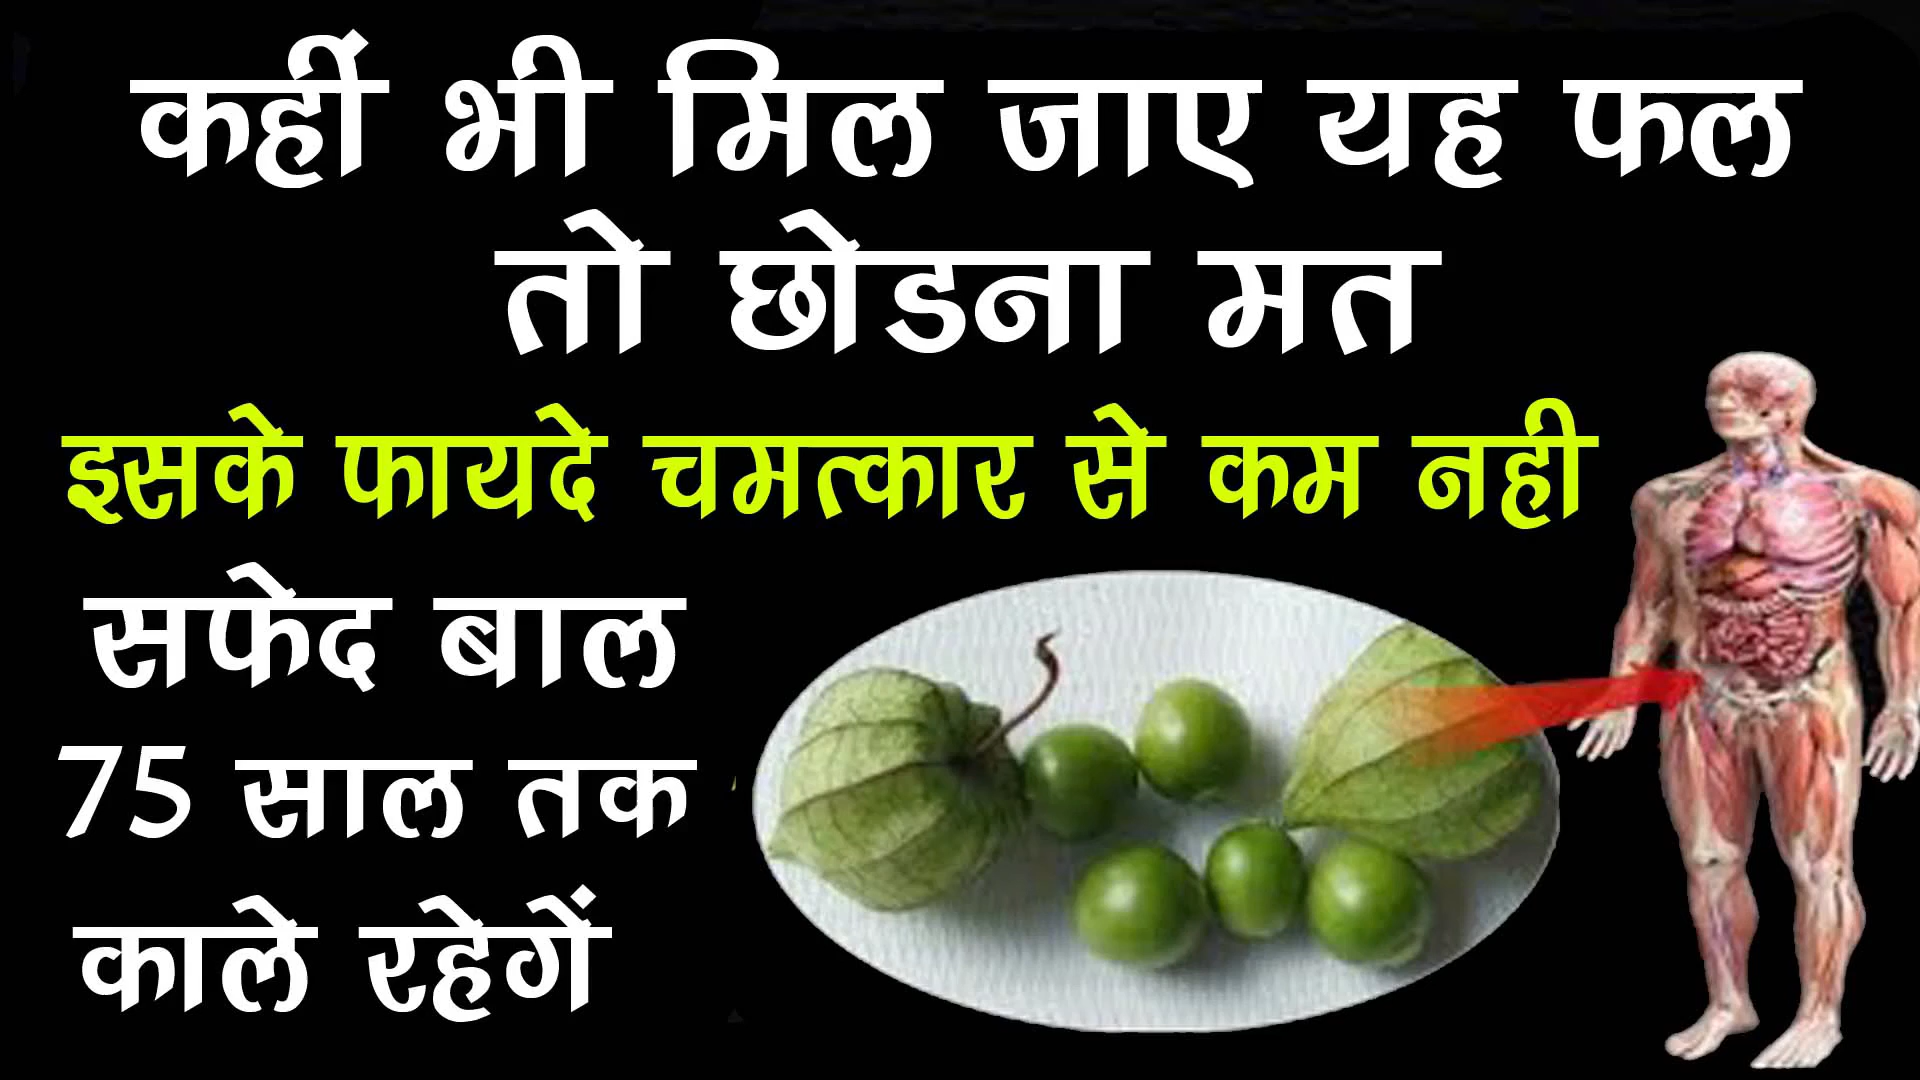 कहीं भी मिल जाए यह फल
तो छोडना मत
इसके फायदे चमत्कार से कम नही
सफेद बाल
75 साल तक
काले रहेगें